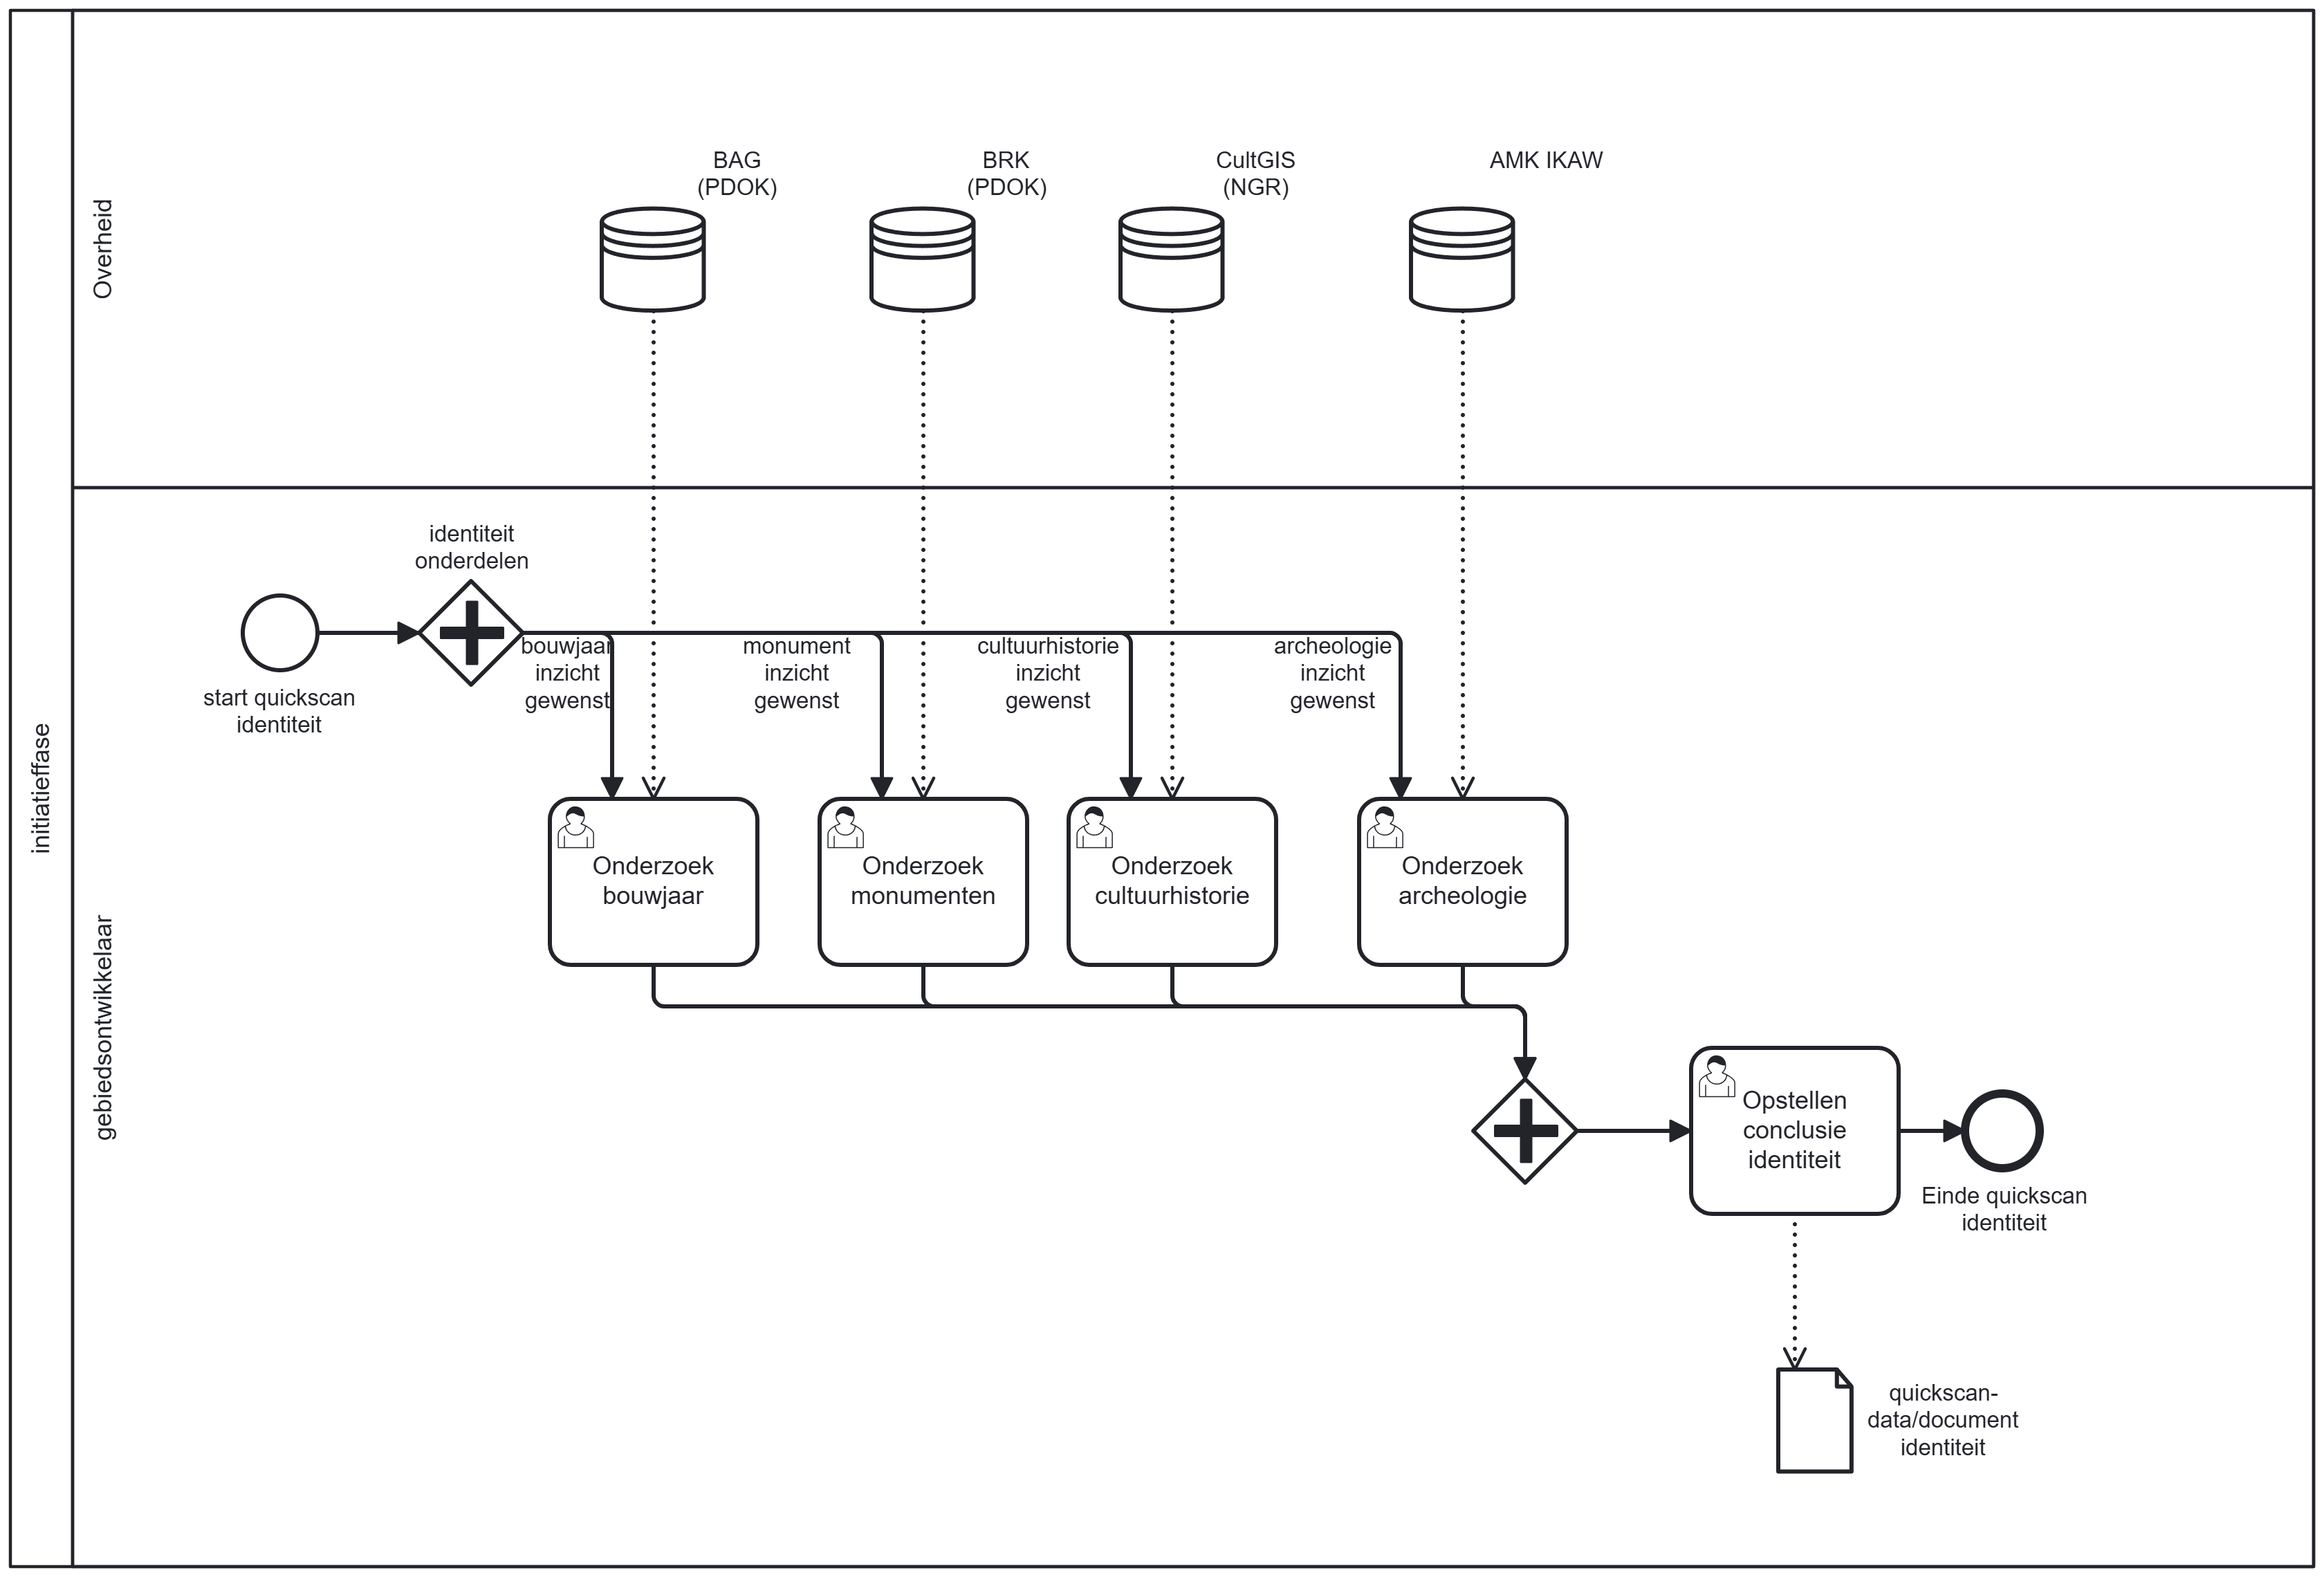 BAG
(PDOK)
BRK
(PDOK)
CultGIS
(NGR)
AMK IKAW
Overheid
initiatieffase
gebiedsontwikkelaar
identiteit
onderdelen
start quickscan
identiteit
bouwjaar
inzicht
gewenst
monument
inzicht
gewenst
cultuurhistorie
inzicht
gewenst
archeologie
inzicht
gewenst
Onderzoek
bouwjaar
Onderzoek
monumenten
Onderzoek
cultuurhistorie
Onderzoek
archeologie
Opstellen
conclusie
identiteit
Einde quickscan
identiteit
quickscan-
data/document
identiteit